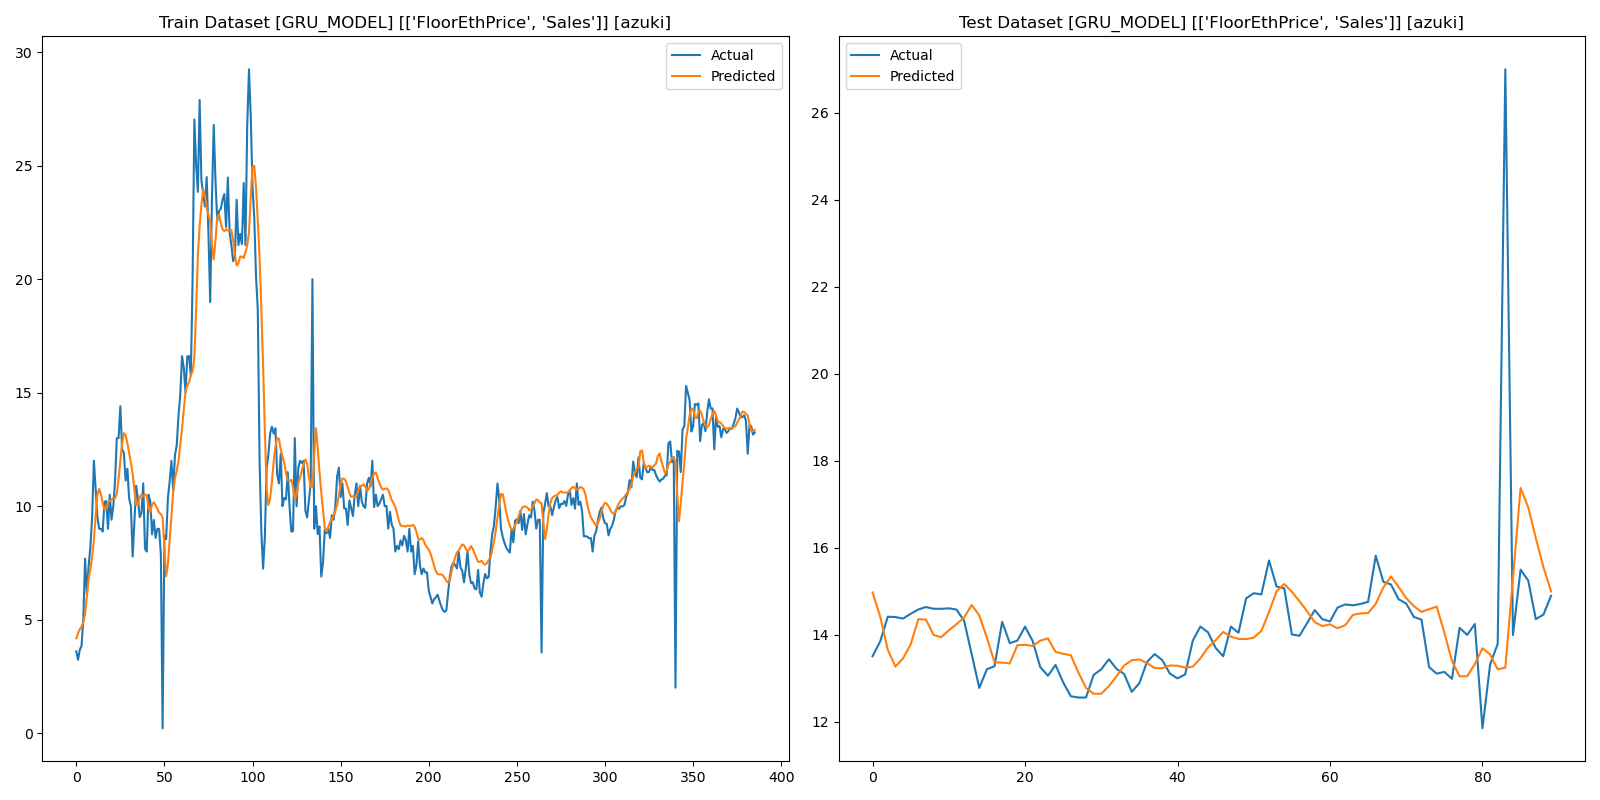 Train Dataset [GRU_MODEL] [['FloorEthPrice', 'Sales']] [azuki]
Actual
Predicted
30
25
20
15
10
5
0
0 50 100 150 200 250 300 350 400
Test Dataset [GRU_MODEL] [['FloorEthPrice', 'Sales']] [azuki]
Actual
Predicted
26
24
22
20
18
16
14
12
0 20 40 60 80